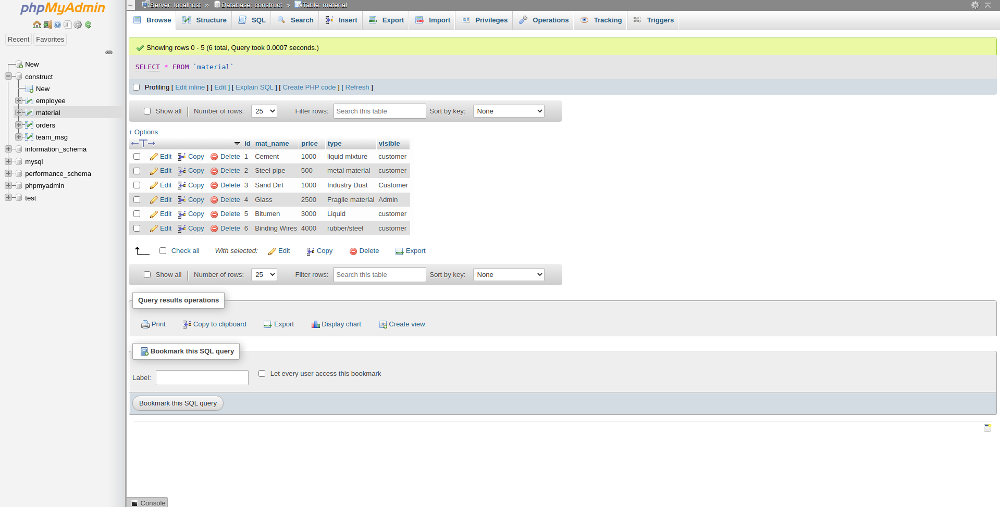 phpMyAdmin
Recent Favorites
New
construct
New
employee
material
orders
team_msg
information_schema
mysql
performance_schema
phpmyadmin
test
Server: localhost » Database: construct » Table: material
Browse Structure SQL Search Insert Export Import Privileges Operations Tracking Triggers
Showing rows 0 - 5 (6 total, Query took 0.0007 seconds.)
SELECT * FROM `material`
Profiling [ Edit inline ] [ Edit ] [ Explain SQL ] [ Create PHP code ] [ Refresh ]
Show all Number of rows: 25 Filter rows: Search this table Sort by key: None
+ Options
id mat_name price type visible
Edit Copy Delete 1 Cement 1000 liquid mixture customer
Edit Copy Delete 2 Steel pipe 500 metal material customer
Edit Copy Delete 3 Sand Dirt 1000 Industry Dust Customer
Edit Copy Delete 4 Glass 2500 Fragile material Admin
Edit Copy Delete 5 Bitumen 3000 Liquid customer
Edit Copy Delete 6 Binding Wires 4000 rubber/steel customer
Check all With selected: Edit Copy Delete Export
Show all Number of rows: 25 Filter rows: Search this table Sort by key: None
Query results operations
Print Copy to clipboard Export Display chart Create view
Bookmark this SQL query
Label: Let every user access this bookmark
Bookmark this SQL query
Console